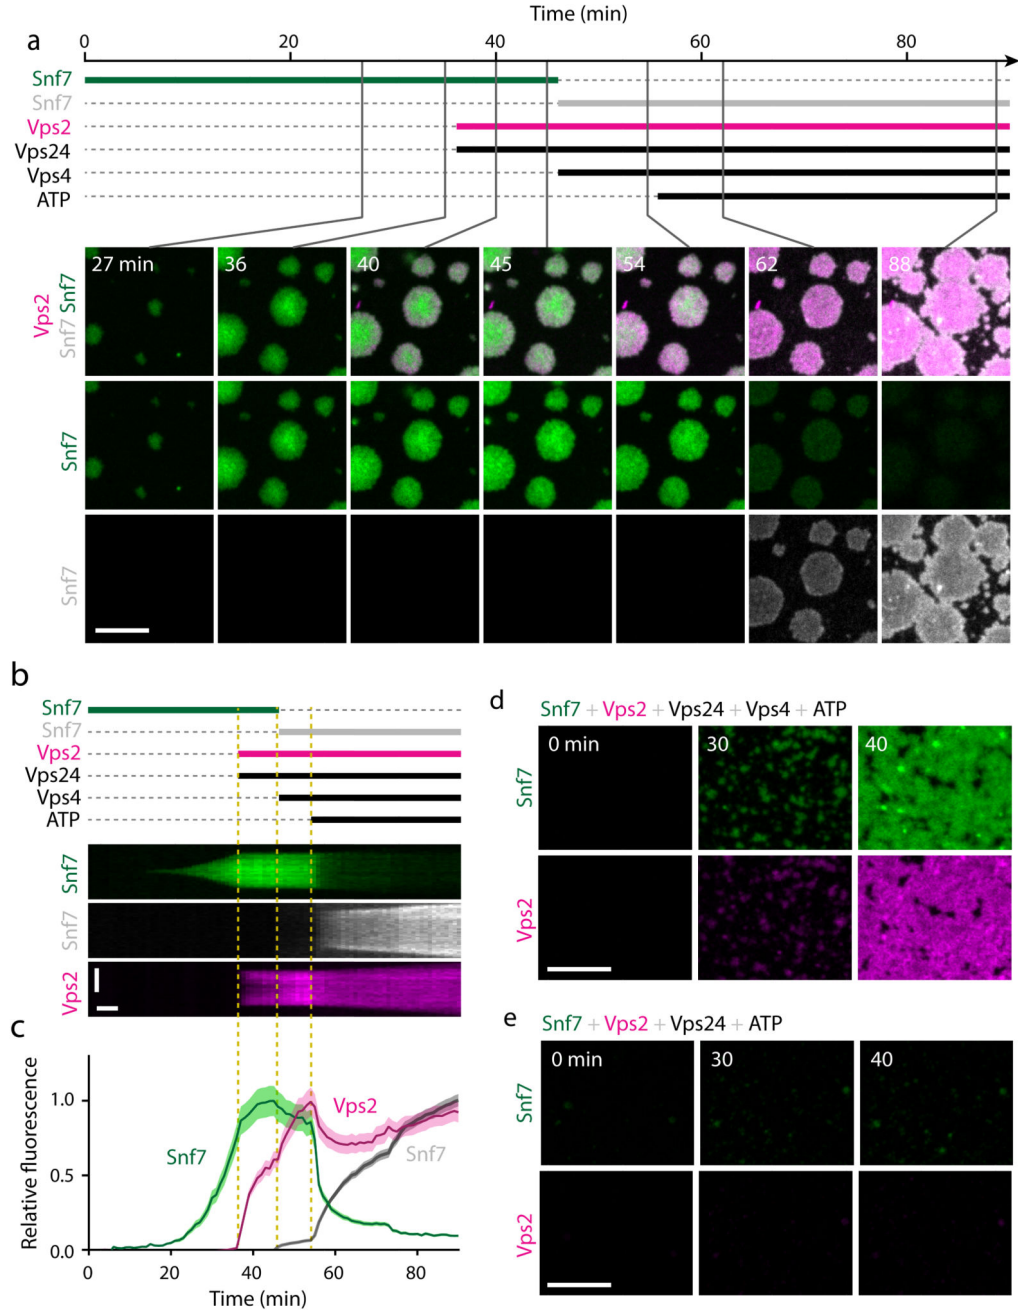 Time (min)
a
0 20 40 60 80
Snf7
Snf7
Vps2
Vps24
Vps4
ATP
Vps2 Snf7 Snf7
27 min 36 40 45 54 62 88
Snf7
Snf7
b
Snf7
Snf7
Vps2
Vps24
Vps4
ATP
Snf7
Snf7
Vps2
c
Relative fluorescence
1.0
0.5
0.0
Snf7
Vps2
Snf7
0 20 40 60 80
Time (min)
d
Snf7 + Vps2 + Vps24 + Vps4 + ATP
0 min 30 40
Snf7
Vps2
e
Snf7 + Vps2 + Vps24 + ATP
0 min 30 40
Snf7
Vps2